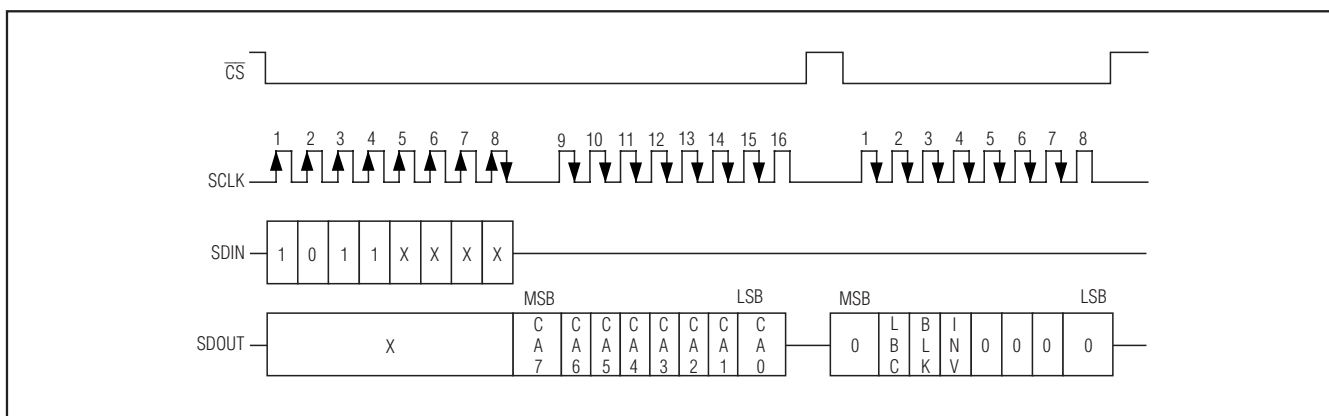 CS
1 2 3 4 5 6 7 8 9 10 11 12 13 14 15 16 1 2 3 4 5 6 7 8
SCLK
SDIN 1 0 1 1 X X X X
MSB LSB MSB LSB
SDOUT X CA7 CA6 CA5 CA4 CA3 CA2 CA1 CA0 0 LBC BLK INV 0 0 0 0